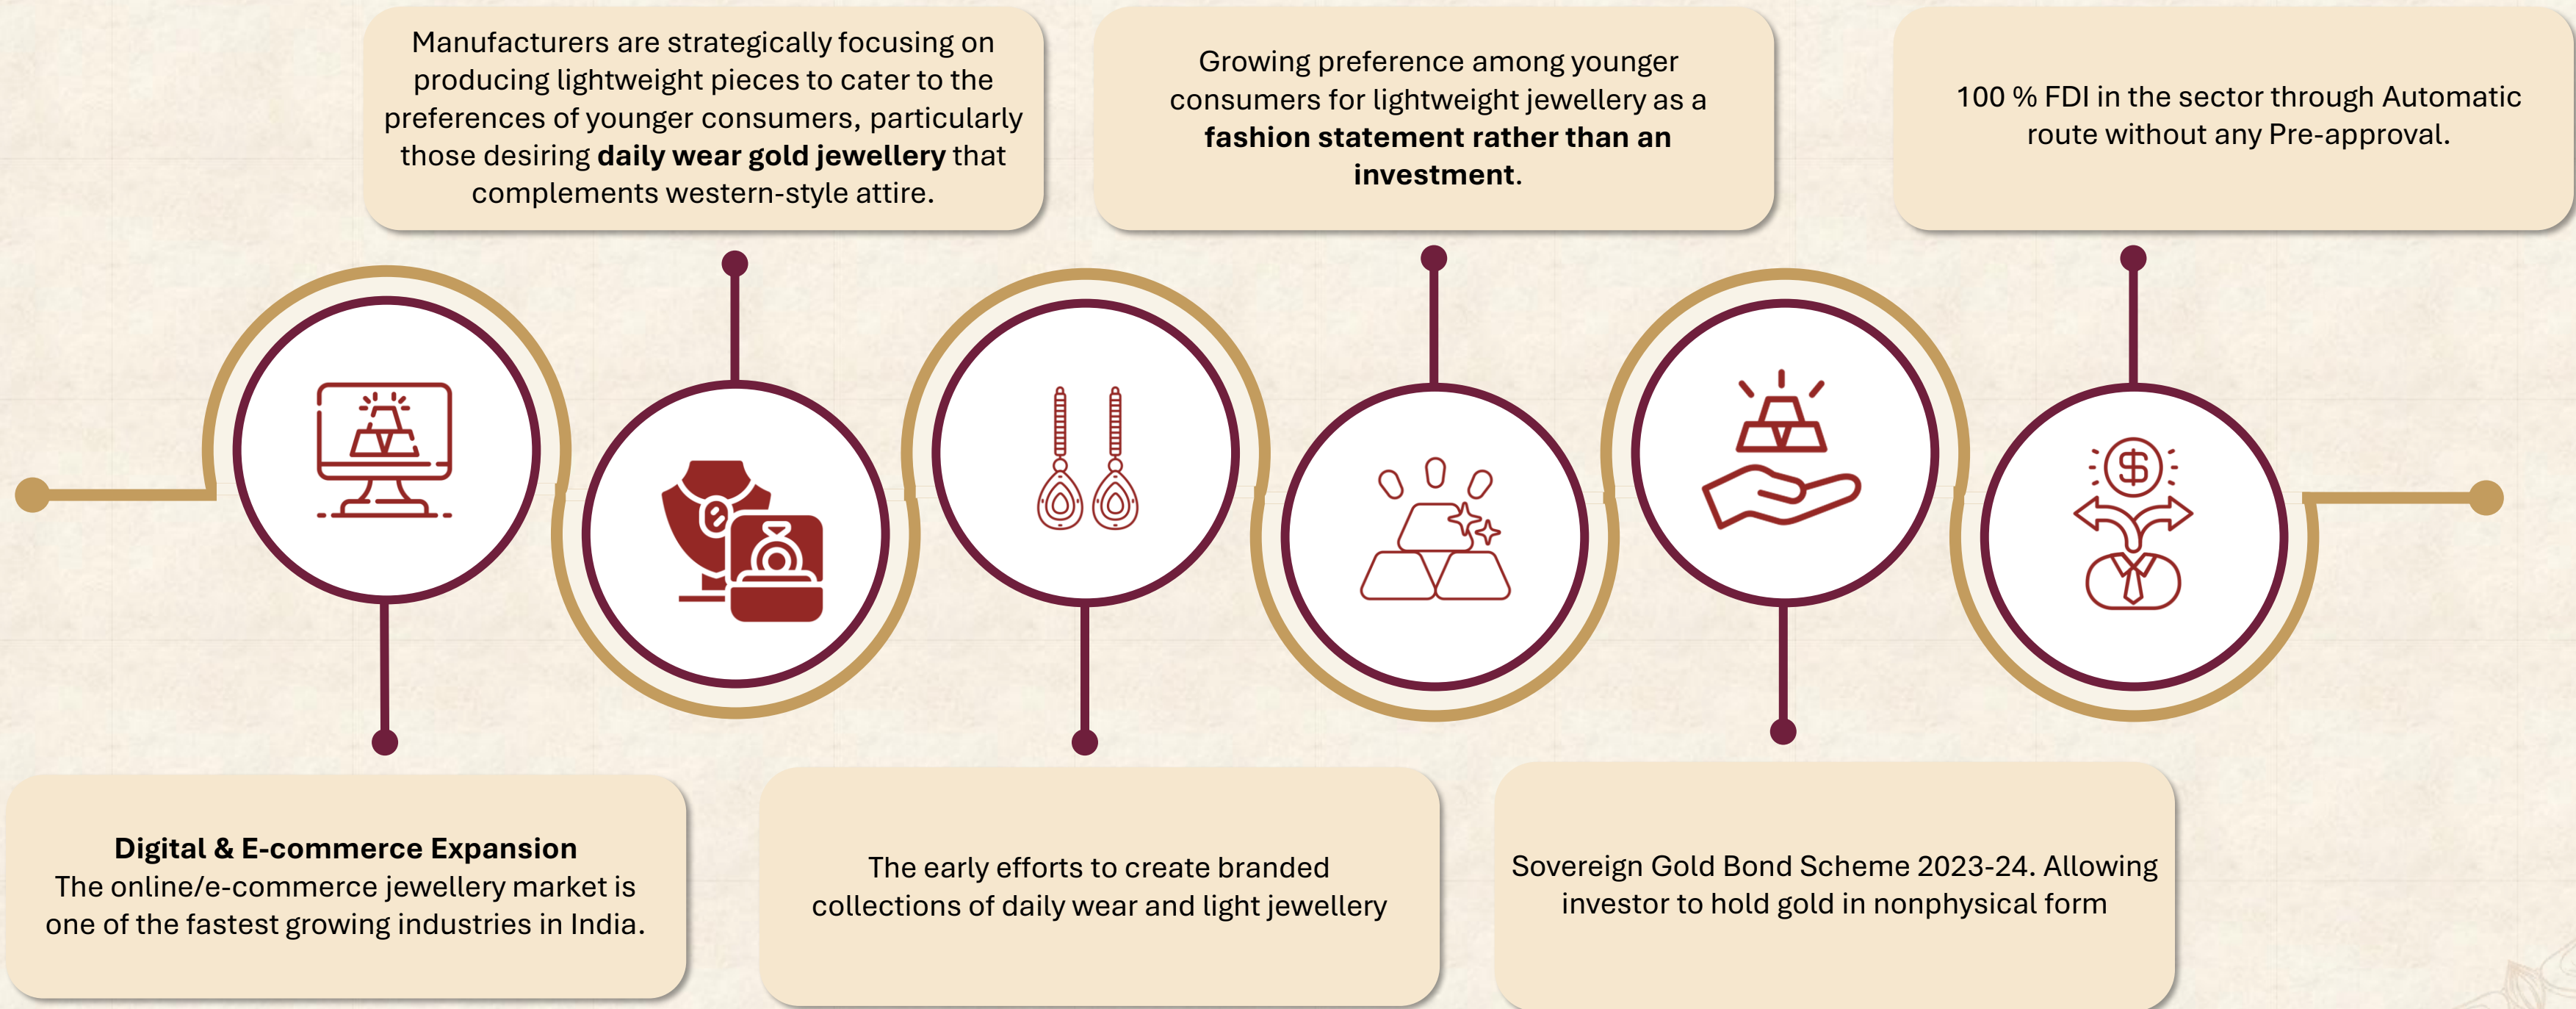 Manufacturers are strategically focusing on
producing lightweight pieces to cater to the
preferences of younger consumers, particularly
those desiring daily wear gold jewellery that
complements western-style attire.
Growing preference among younger
consumers for lightweight jewellery as a
fashion statement rather than an
investment.
100 % FDI in the sector through Automatic
route without any Pre-approval.
Digital & E-commerce Expansion
The online/e-commerce jewellery market is
one of the fastest growing industries in India.
The early efforts to create branded
collections of daily wear and light jewellery
Sovereign Gold Bond Scheme 2023-24. Allowing
investor to hold gold in nonphysical form